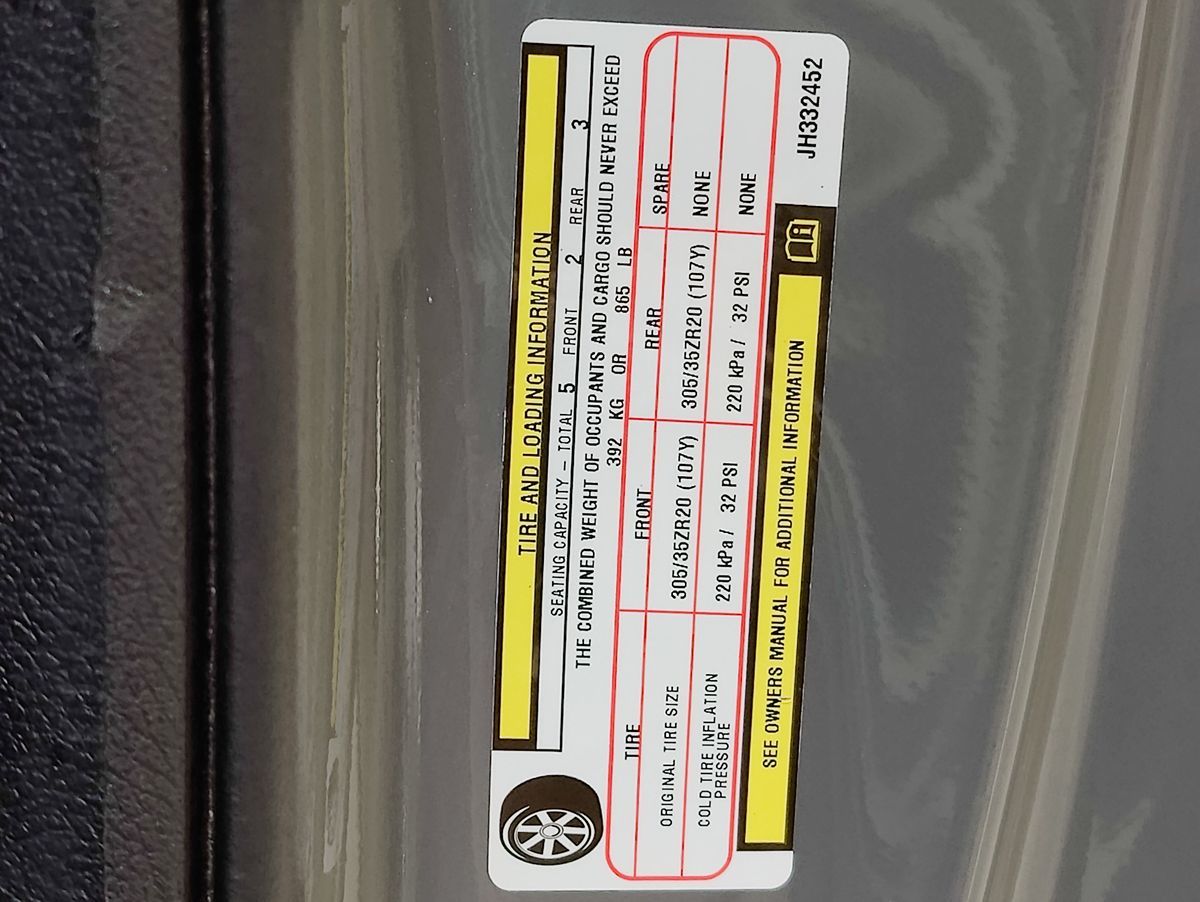 TIRE AND LOADING INFORMATION
SEATING CAPACITY – TOTAL 5 FRONT 2 REAR 3
THE COMBINED WEIGHT OF OCCUPANTS AND CARGO SHOULD NEVER EXCEED
392 KG OR 865 LB
TIRE FRONT REAR SPARE
ORIGINAL TIRE SIZE 305/35ZR20 (107Y) 305/35ZR20 (107Y) NONE
COLD TIRE INFLATION
PRESSURE 220 kPa / 32 PSI 220 kPa / 32 PSI NONE
SEE OWNERS MANUAL FOR ADDITIONAL INFORMATION
JH332452